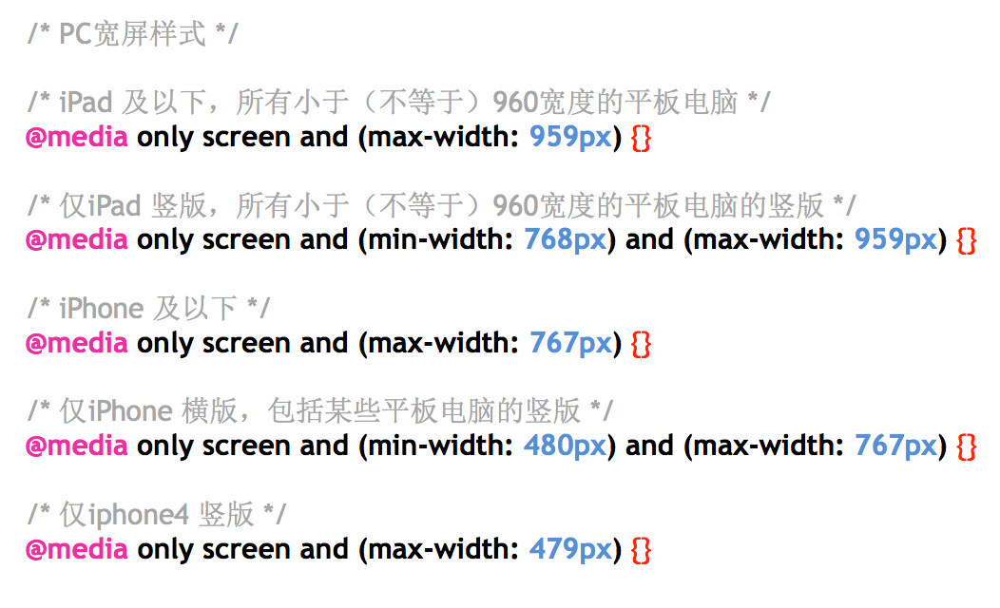 /* PC宽屏样式 */
/* iPad 及以下，所有小于（不等于）960宽度的平板电脑 */
@media only screen and (max-width: 959px) {}
/* 仅iPad 竖版，所有小于（不等于）960宽度的平板电脑的竖版 */
@media only screen and (min-width: 768px) and (max-width: 959px) {}
/* iPhone 及以下 */
@media only screen and (max-width: 767px) {}
/* 仅iPhone 横版，包括某些平板电脑的竖版 */
@media only screen and (min-width: 480px) and (max-width: 767px) {}
/* 仅iphone4 竖版 */
@media only screen and (max-width: 479px) {}